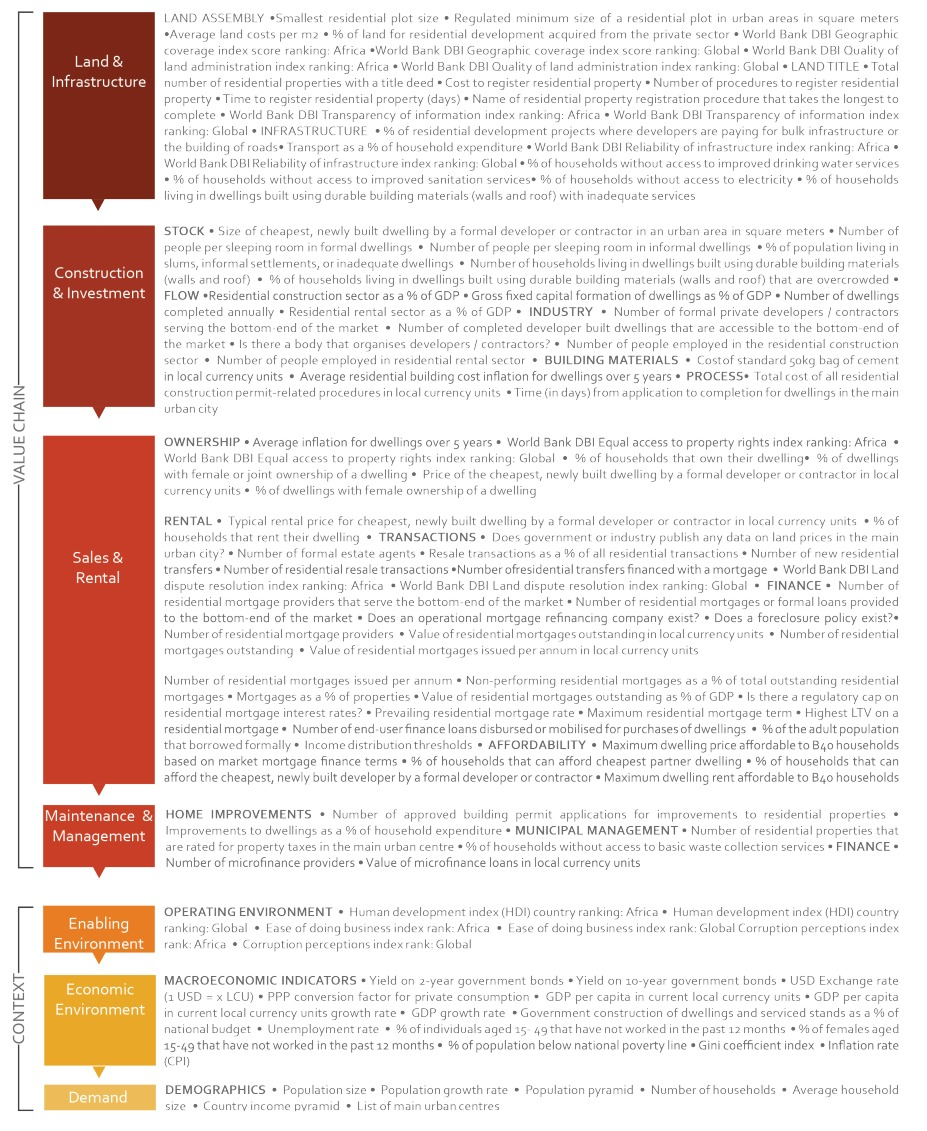 VALUE CHAIN
Land &
Infrastructure
LAND ASSEMBLY •Smallest residential plot size • Regulated minimum size of a residential plot in urban areas in square meters
•Average land costs per m2 • % of land for residential development acquired from the private sector • World Bank DBI Geographic
coverage index score ranking: Africa •World Bank DBI Geographic coverage index score ranking: Global • World Bank DBI Quality of
land administration index ranking: Africa • World Bank DBI Quality of land administration index ranking: Global • LAND TITLE • Total
number of residential properties with a title deed • Cost to register residential property • Number of procedures to register residential
property • Time to register residential property (days) • Name of residential property registration procedure that takes the longest to
complete • World Bank DBI Transparency of information index ranking: Africa • World Bank DBI Transparency of information index
ranking: Global • INFRASTRUCTURE • % of residential development projects where developers are paying for bulk infrastructure or
the building of roads• Transport as a % of household expenditure • World Bank DBI Reliability of infrastructure index ranking: Africa •
World Bank DBI Reliability of infrastructure index ranking: Global • % of households without access to improved drinking water services
• % of households without access to improved sanitation services• % of households without access to electricity • % of households
living in dwellings built using durable building materials (walls and roof) with inadequate services
Construction
& Investment
STOCK • Size of cheapest, newly built dwelling by a formal developer or contractor in an urban area in square meters • Number of
people per sleeping room in formal dwellings • Number of people per sleeping room in informal dwellings • % of population living in
slums, informal settlements, or inadequate dwellings • Number of households living in dwellings built using durable building materials
(walls and roof) • % of households living in dwellings built using durable building materials (walls and roof) that are overcrowded •
FLOW •Residential construction sector as a % of GDP • Gross fixed capital formation of dwellings as % of GDP • Number of dwellings
completed annually • Residential rental sector as a % of GDP • INDUSTRY • Number of formal private developers / contractors
serving the bottom-end of the market • Number of completed developer built dwellings that are accessible to the bottom-end of
the market • Is there a body that organises developers / contractors? • Number of people employed in the residential construction
sector • Number of people employed in residential rental sector • BUILDING MATERIALS • Costof standard 50kg bag of cement
in local currency units • Average residential building cost inflation for dwellings over 5 years • PROCESS• Total cost of all residential
construction permit-related procedures in local currency units • Time (in days) from application to completion for dwellings in the main
urban city
Sales &
Rental
OWNERSHIP • Average inflation for dwellings over 5 years • World Bank DBI Equal access to property rights index ranking: Africa •
World Bank DBI Equal access to property rights index ranking: Global • % of households that own their dwelling• % of dwellings
with female or joint ownership of a dwelling • Price of the cheapest, newly built dwelling by a formal developer or contractor in local
currency units • % of dwellings with female ownership of a dwelling
RENTAL • Typical rental price for cheapest, newly built dwelling by a formal developer or contractor in local currency units • % of
households that rent their dwelling • TRANSACTIONS • Does government or industry publish any data on land prices in the main
urban city? • Number of formal estate agents • Resale transactions as a % of all residential transactions • Number of new residential
transfers • Number of residential resale transactions •Number ofresidential transfers financed with a mortgage • World Bank DBI Land
dispute resolution index ranking: Africa • World Bank DBI Land dispute resolution index ranking: Global • FINANCE • Number of
residential mortgage providers that serve the bottom-end of the market • Number of residential mortgages or formal loans provided
to the bottom-end of the market • Does an operational mortgage refinancing company exist? • Does a foreclosure policy exist?•
Number of residential mortgage providers • Value of residential mortgages outstanding in local currency units • Number of residential
mortgages outstanding • Value of residential mortgages issued per annum in local currency units
Number of residential mortgages issued per annum • Non-performing residential mortgages as a % of total outstanding residential
mortgages • Mortgages as a % of properties • Value of residential mortgages outstanding as % of GDP • Is there a regulatory cap on
residential mortgage interest rates? • Prevailing residential mortgage rate • Maximum residential mortgage term • Highest LTV on a
residential mortgage • Number of end-user finance loans disbursed or mobilised for purchases of dwellings • % of the adult population
that borrowed formally • Income distribution thresholds • AFFORDABILITY • Maximum dwelling price affordable to B40 households
based on market mortgage finance terms • % of households that can afford cheapest partner dwelling • % of households that can
afford the cheapest, newly built developer by a formal developer or contractor • Maximum dwelling rent affordable to B40 households
Maintenance &
Management
HOME IMPROVEMENTS • Number of approved building permit applications for improvements to residential properties •
Improvements to dwellings as a % of household expenditure • MUNICIPAL MANAGEMENT • Number of residential properties that
are rated for property taxes in the main urban centre • % of households without access to basic waste collection services • FINANCE •
Number of microfinance providers • Value of microfinance loans in local currency units
CONTEXT
Enabling
Environment
OPERATING ENVIRONMENT • Human development index (HDI) country ranking: Africa • Human development index (HDI) country
ranking: Global • Ease of doing business index rank: Africa • Ease of doing business index rank: Global Corruption perceptions index
rank: Africa • Corruption perceptions index rank: Global
Economic
Environment
MACROECONOMIC INDICATORS • Yield on 2-year government bonds • Yield on 10-year government bonds • USD Exchange rate
(1 USD = x LCU) • PPP conversion factor for private consumption • GDP per capita in current local currency units • GDP per capita
in current local currency units growth rate • GDP growth rate • Government construction of dwellings and serviced stands as a % of
national budget • Unemployment rate • % of individuals aged 15- 49 that have not worked in the past 12 months • % of females aged
15-49 that have not worked in the past 12 months • % of population below national poverty line • Gini coefficient index • Inflation rate
(CPI)
Demand
DEMOGRAPHICS • Population size • Population growth rate • Population pyramid • Number of households • Average household
size • Country income pyramid • List of main urban centres